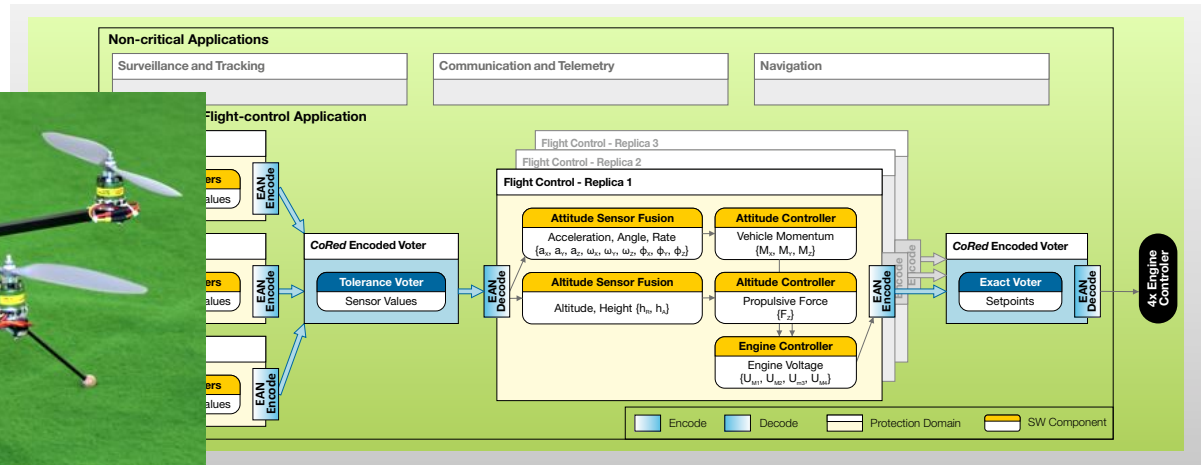 Non-critical Applications
Surveillance and Tracking
Communication and Telemetry
Navigation
Flight-control Application
Flight Control - Replica 3
Flight Control - Replica 2
Flight Control - Replica 1
ers
alues
EAN
Encode
ers
alues
EAN
Encode
ers
alues
EAN
Encode
CoRed Encoded Voter
Tolerance Voter
Sensor Values
EAN
Decode
Attitude Sensor Fusion
Acceleration, Angle, Rate
{aX, aY, aZ, ωX, ωY, ωZ, ϕX, ϕY, ϕZ}
Attitude Controller
Vehicle Momentum
{MX, MY, MZ}
Altitude Sensor Fusion
Altitude, Height {hR, hA}
Altitude Controller
Propulsive Force
{FZ}
Engine Controller
Engine Voltage
{UM1, UM2, Um3, UM4}
EAN
Encode
Encode
Encode
CoRed Encoded Voter
Exact Voter
Setpoints
EAN
Decode
4x Engine
Controller
Encode
Decode
Protection Domain
SW Component